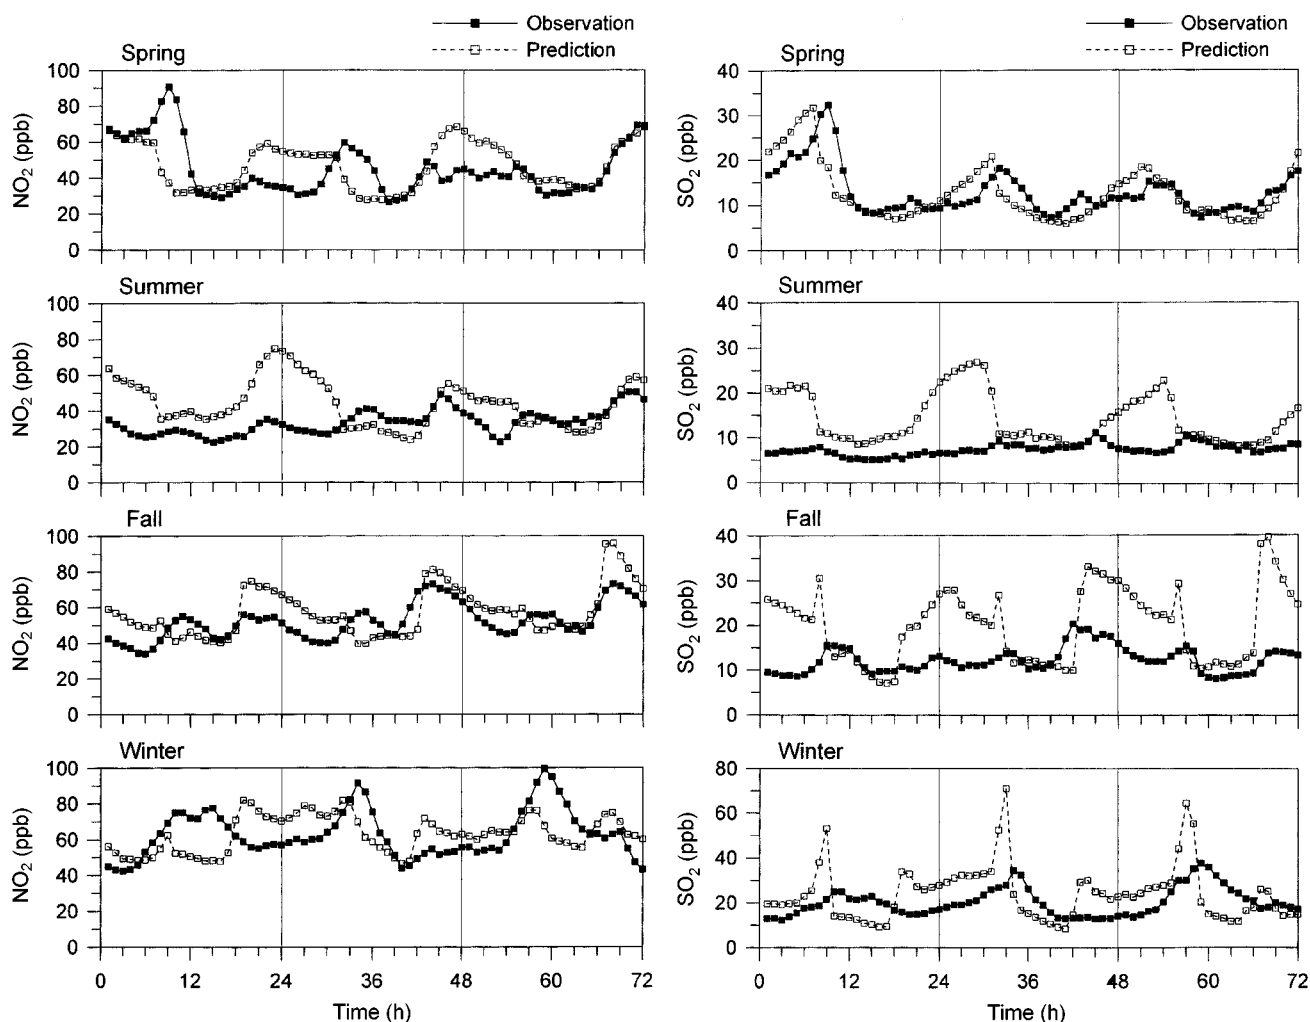 Observation
Prediction
Spring
100
80
60
40
20
0
NO2 (ppb)
Summer
100
80
60
40
20
0
NO2 (ppb)
Fall
100
80
60
40
20
0
NO2 (ppb)
Winter
100
80
60
40
20
0
NO2 (ppb)
0 12 24 36 48 60 72
Time (h)
Observation
Prediction
Spring
40
30
20
10
0
SO2 (ppb)
Summer
40
30
20
10
0
SO2 (ppb)
Fall
40
30
20
10
0
SO2 (ppb)
Winter
80
60
40
20
0
SO2 (ppb)
0 12 24 36 48 60 72
Time (h)